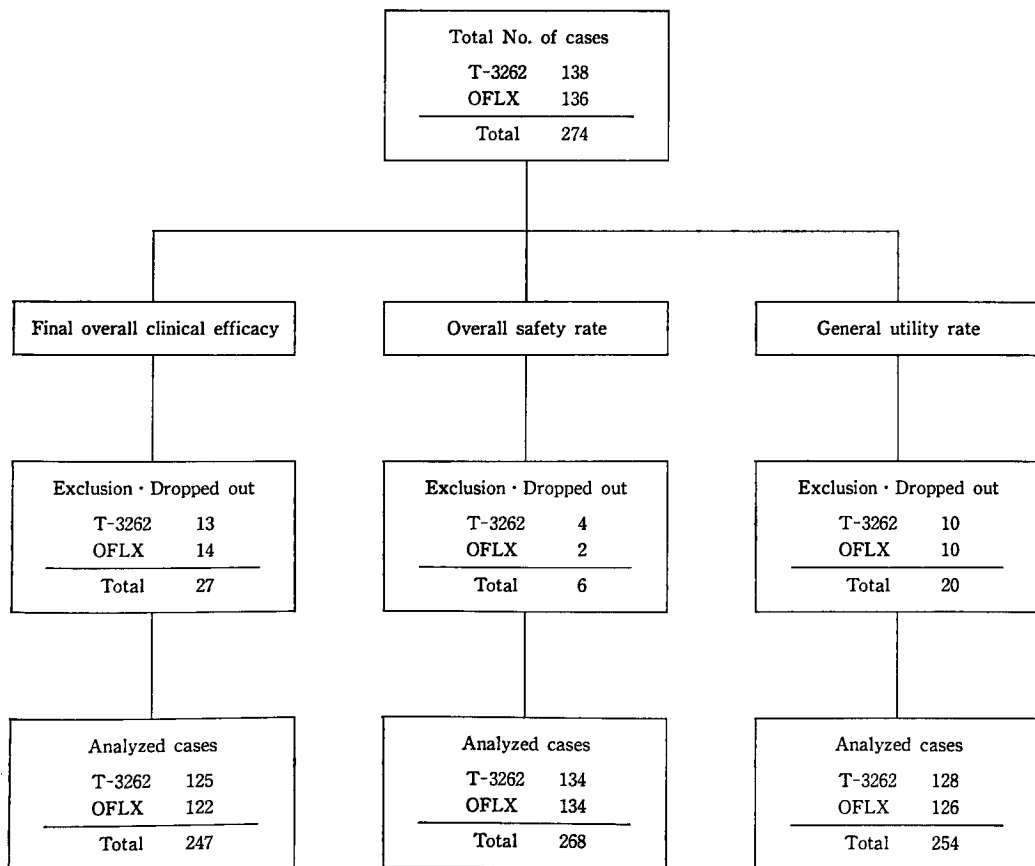 Total No. of cases
T-3262 138
OFLX 136
Total 274
Final overall clinical efficacy
Overall safety rate
General utility rate
Exclusion・Dropped out
T-3262 13
OFLX 14
Total 27
Exclusion・Dropped out
T-3262 4
OFLX 2
Total 6
Exclusion・Dropped out
T-3262 10
OFLX 10
Total 20
Analyzed cases
T-3262 125
OFLX 122
Total 247
Analyzed cases
T-3262 134
OFLX 134
Total 268
Analyzed cases
T-3262 128
OFLX 126
Total 254